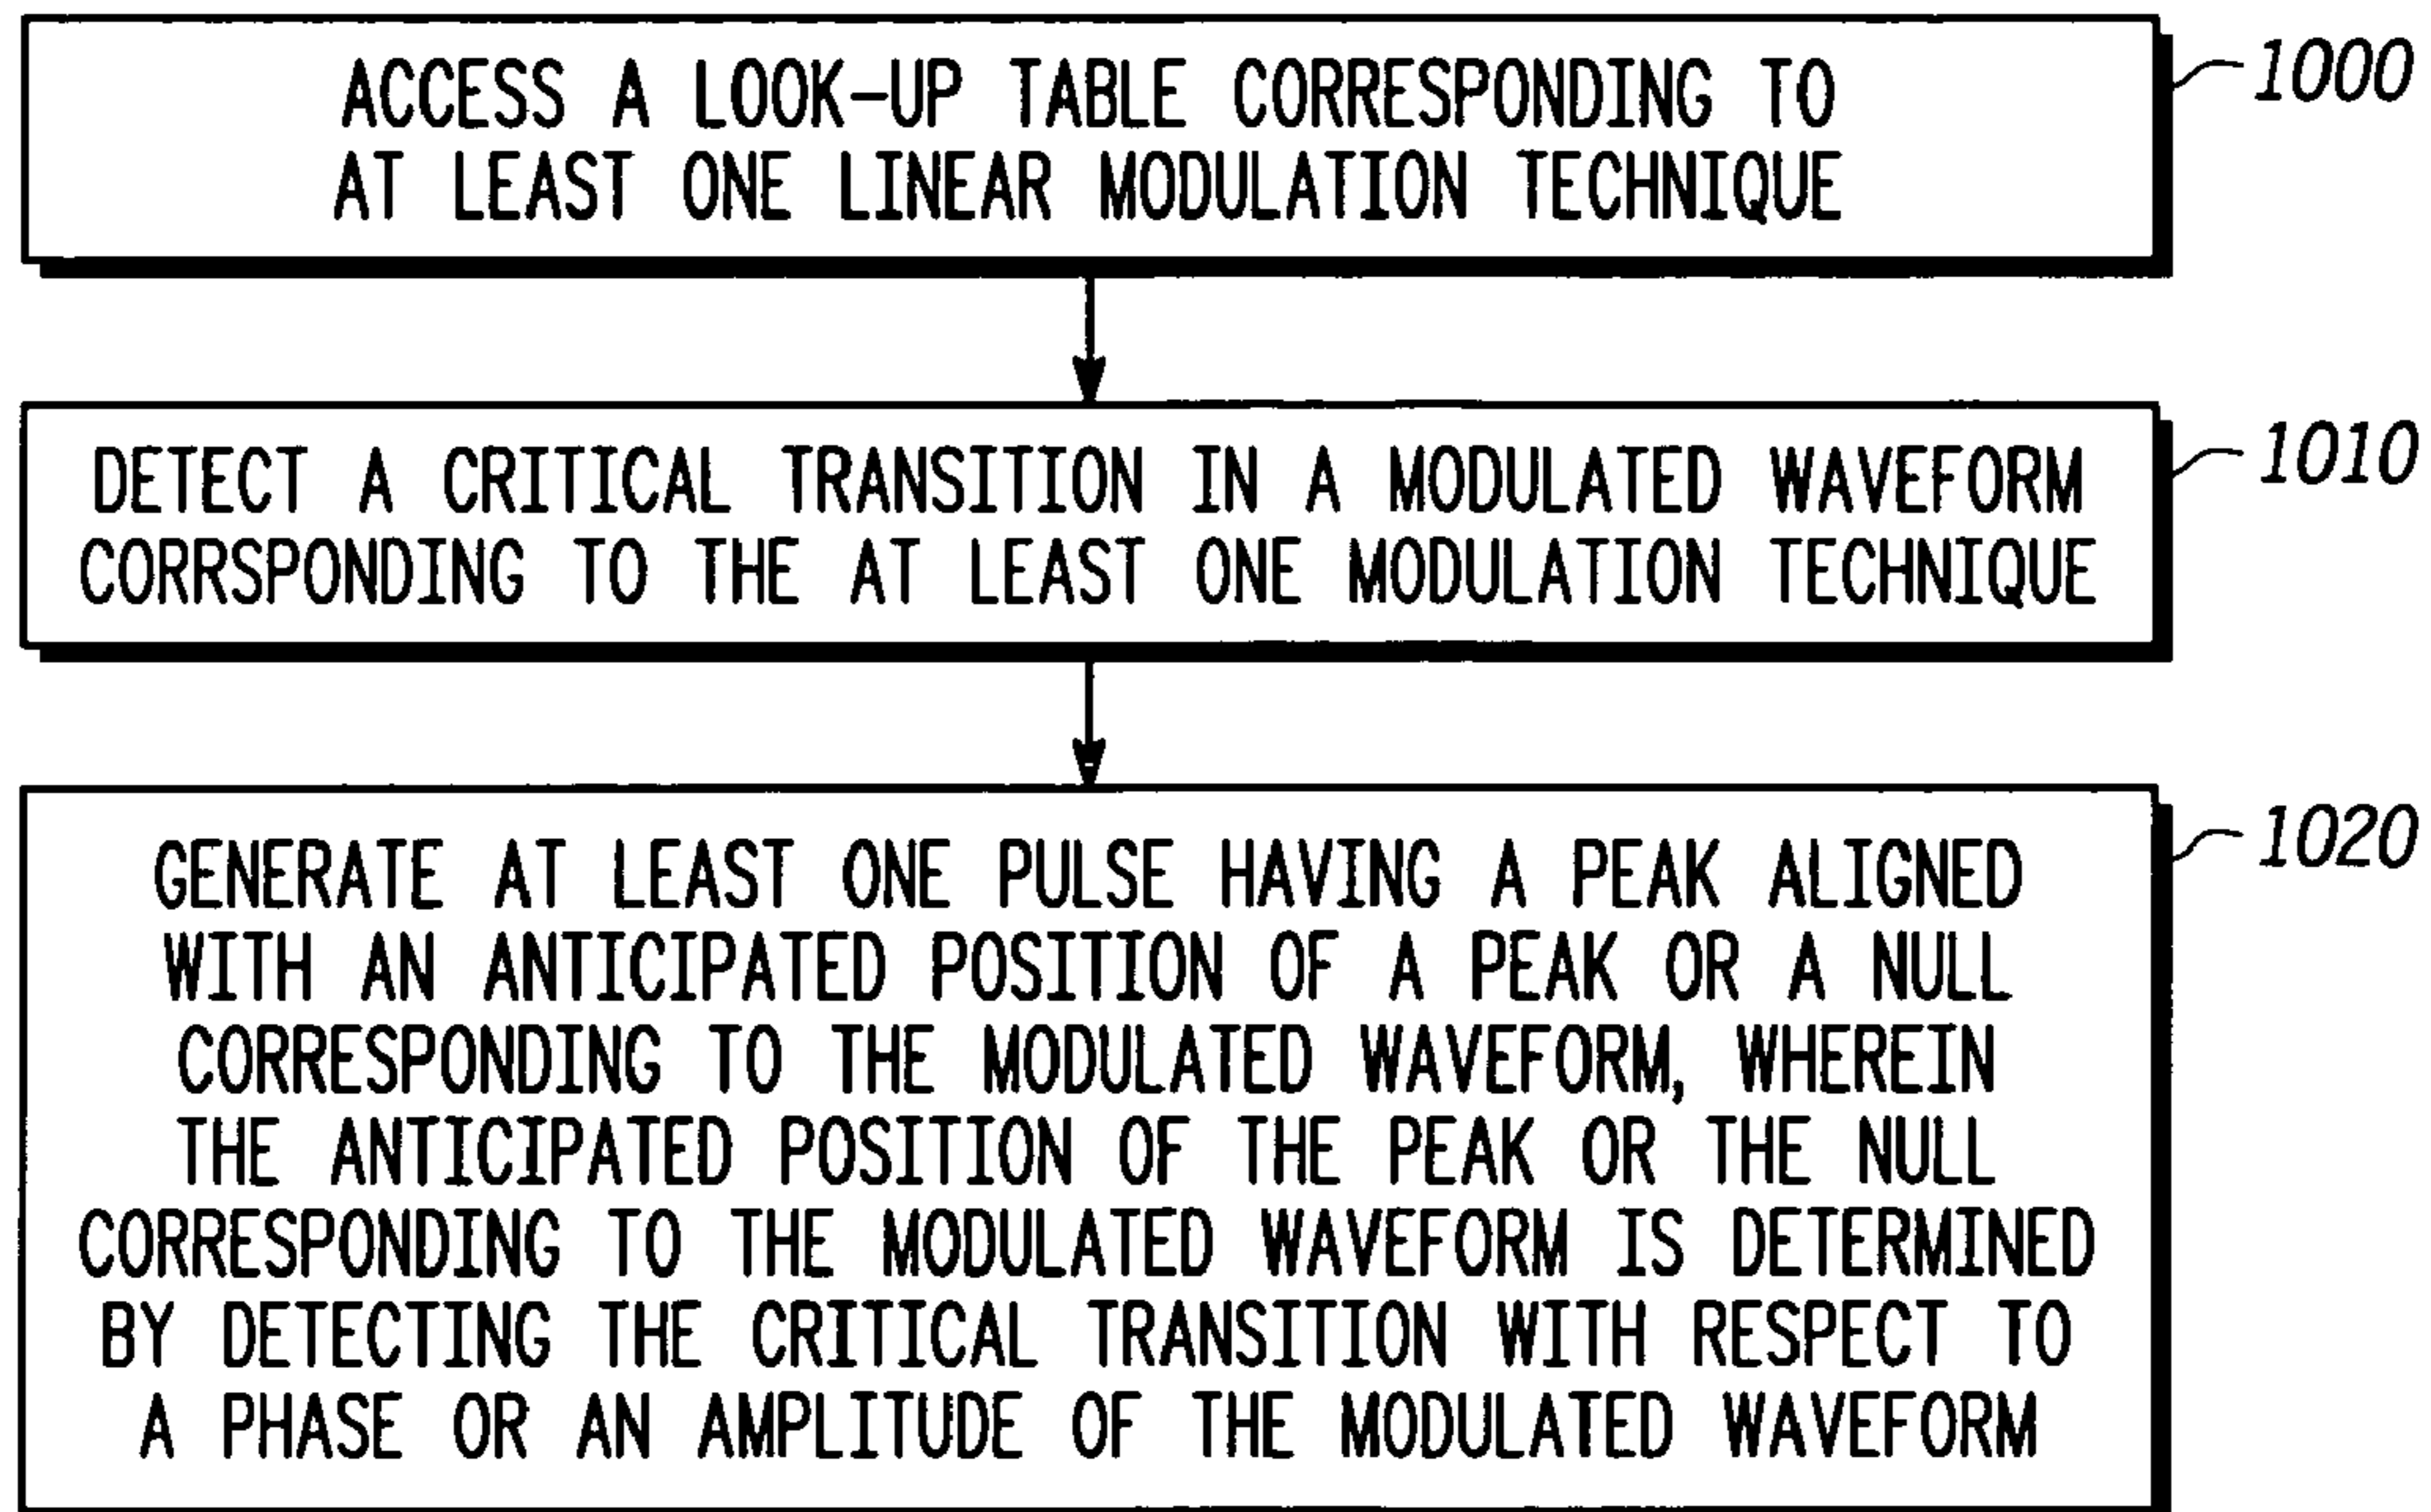 ACCESS A LOOK-UP TABLE CORRESPONDING TO
AT LEAST ONE LINEAR MODULATION TECHNIQUE
1000
DETECT A CRITICAL TRANSITION IN A MODULATED WAVEFORM
CORRSPONDING TO THE AT LEAST ONE MODULATION TECHNIQUE
1010
GENERATE AT LEAST ONE PULSE HAVING A PEAK ALIGNED
WITH AN ANTICIPATED POSITION OF A PEAK OR A NULL
CORRESPONDING TO THE MODULATED WAVEFORM, WHEREIN
THE ANTICIPATED POSITION OF THE PEAK OR THE NULL
CORRESPONDING TO THE MODULATED WAVEFORM IS DETERMINED
BY DETECTING THE CRITICAL TRANSITION WITH RESPECT TO
A PHASE OR AN AMPLITUDE OF THE MODULATED WAVEFORM
1020